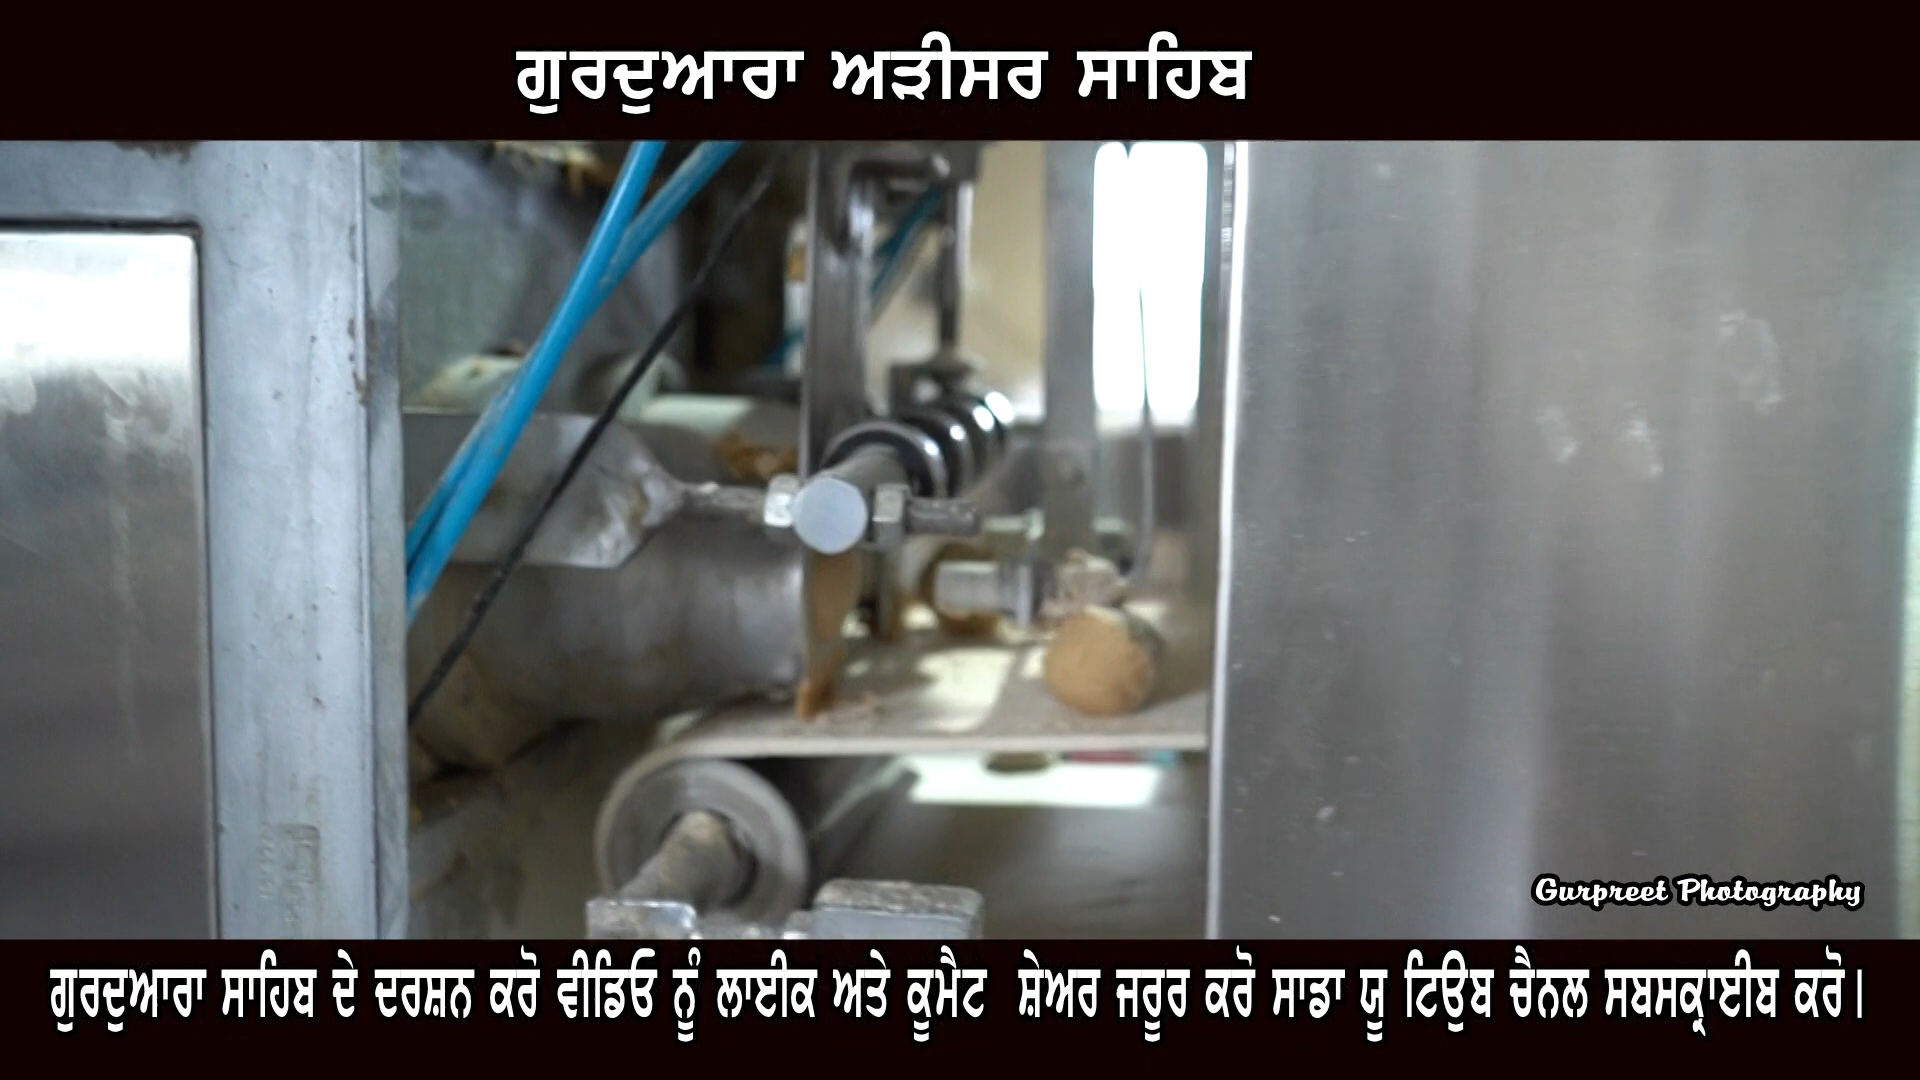 ਗੁਰਦੁਆਰਾ ਅੜੀਸਰ ਸਾਹਿਬ
Gurpreet Photography
ਗੁਰਦੁਆਰਾ ਸਾਹਿਬ ਦੇ ਦਰਸ਼ਨ ਕਰੋ ਵੀਡਿਓ ਨੂੰ ਲਾਈਕ ਅਤੇ ਕੂਮੈਟ ਸ਼ੇਅਰ ਜਰੂਰ ਕਰੋ ਸਾਡਾ ਯੂ ਟਿਉਬ ਚੈਨਲ ਸਬਸਕ੍ਰਾਈਬ ਕਰੋ।